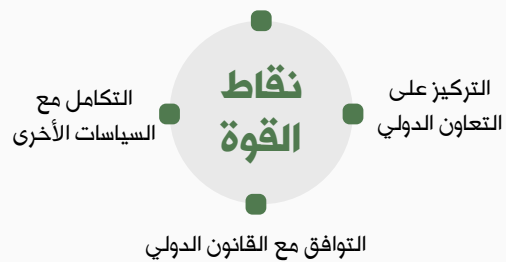 نقاط
القوة
التركيز على
التعاون الدولي
التكامل مع
السياسات الأخرى
التوافق مع القانون الدولي